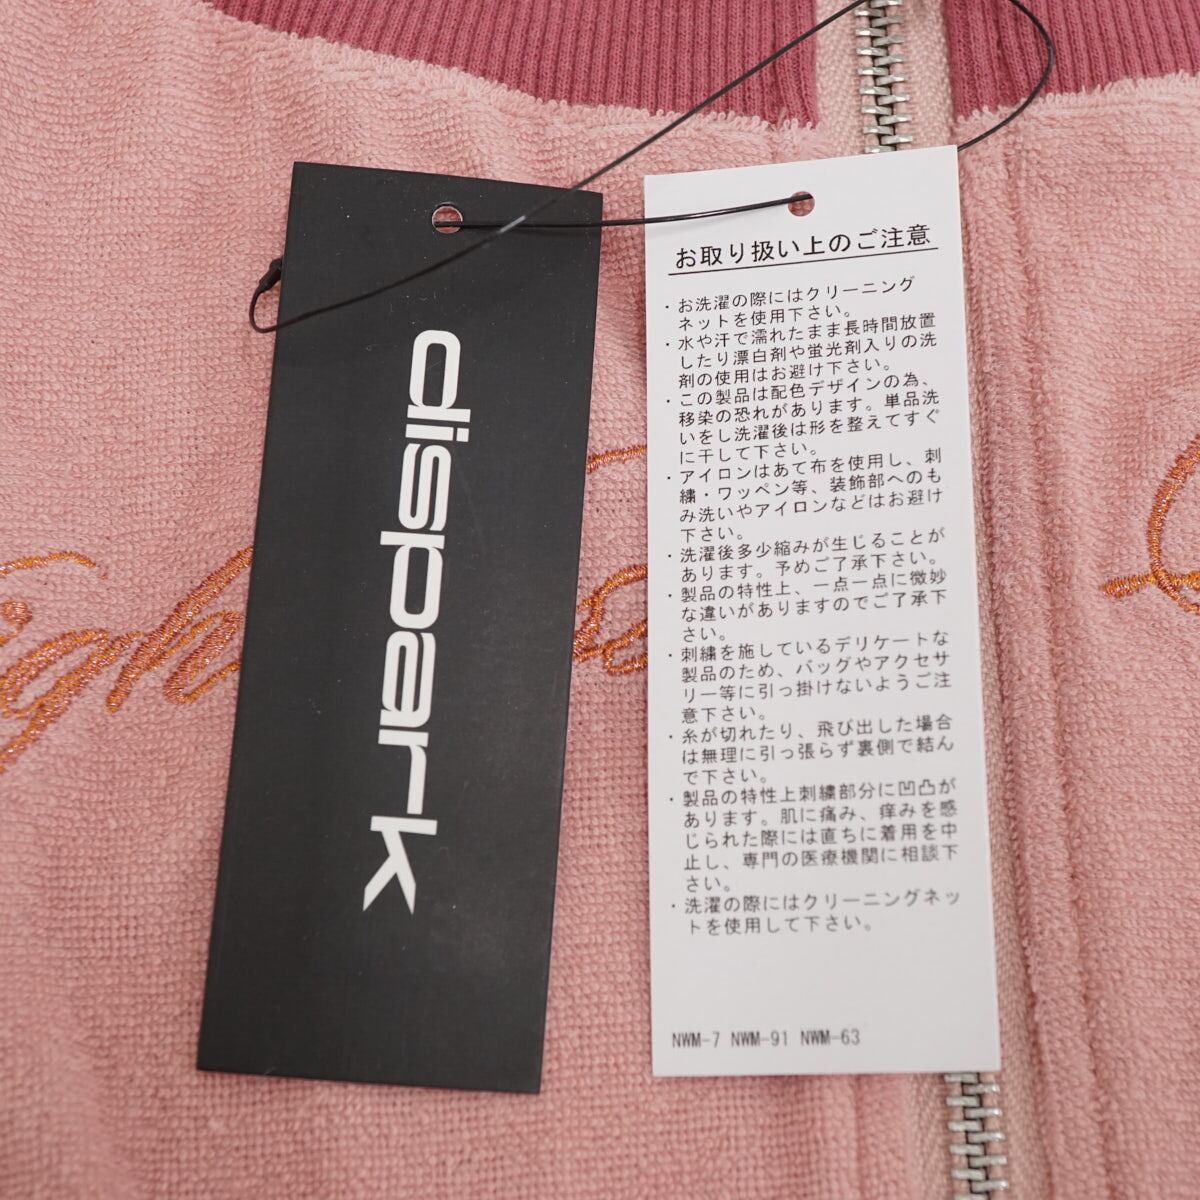 dispark
お取り扱い上のご注意
・お洗濯の際にはクリーニング
ネットを使用下さい。
・水や汗で濡れたまま長時間放置
したり漂白剤や蛍光剤入りの洗
剤の使用はお避け下さい。
・この製品は配色デザインの為、
移染の恐れがあります。単品洗
いをし洗濯後は形を整えてすぐ
に干して下さい。
・アイロンはあて布を使用し、刺
繍・ワッペン等、装飾部へのも
み洗いやアイロンなどはお避け
下さい。
・洗濯後多少縮みが生じることが
あります。予めご了承下さい。
・製品の特性上、一点一点に微妙
な違いがありますのでご了承下
さい。
・刺繍を施しているデリケートな
製品のため、バッグやアクセサ
リー等に引っ掛けないようご注
意下さい。
・糸が切れたり、飛び出した場合
は無理に引っ張らず裏側で結ん
で下さい。
・製品の特性上刺繍部分に凹凸が
あります。肌に痛み、痒みを感
じられた際には直ちに着用を中
止し、専門の医療機関に相談下
さい。
・洗濯の際にはクリーニングネッ
トを使用して下さい。
NWM-7 NWM-91 NWM-63